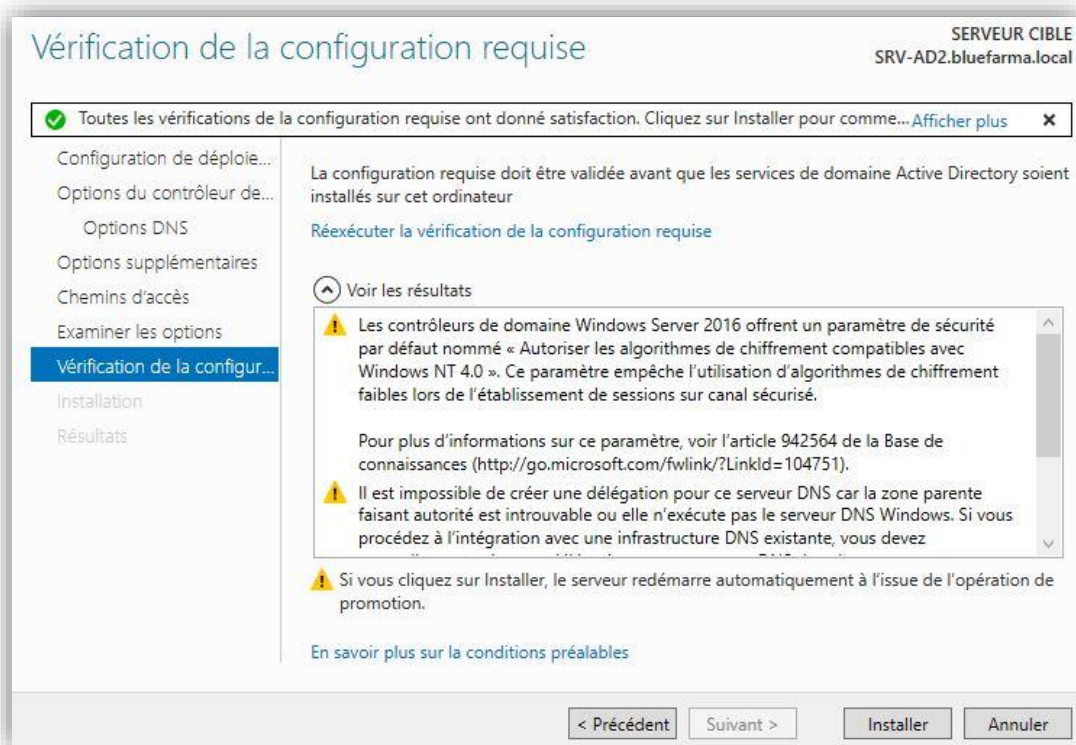 Vérification de la configuration requise
SERVEUR CIBLE
SRV-AD2.bluefarma.local
Toutes les vérifications de la configuration requise ont donné satisfaction. Cliquez sur Installer pour comme... Afficher plus
Configuration de déploie...
Options du contrôleur de...
Options DNS
Options supplémentaires
Chemins d'accès
Examiner les options
Vérification de la configur...
Installation
Résultats
La configuration requise doit être validée avant que les services de domaine Active Directory soient
installés sur cet ordinateur
Réexécuter la vérification de la configuration requise
Voir les résultats
Les contrôleurs de domaine Windows Server 2016 offrent un paramètre de sécurité
par défaut nommé « Autoriser les algorithmes de chiffrement compatibles avec
Windows NT 4.0 ». Ce paramètre empêche l'utilisation d'algorithmes de chiffrement
faibles lors de l'établissement de sessions sur canal sécurisé.
Pour plus d'informations sur ce paramètre, voir l'article 942564 de la Base de
connaissances (http://go.microsoft.com/fwlink/?LinkId=104751).
Il est impossible de créer une délégation pour ce serveur DNS car la zone parente
faisant autorité est introuvable ou elle n'exécute pas le serveur DNS Windows. Si vous
procédez à l'intégration avec une infrastructure DNS existante, vous devez
Si vous cliquez sur Installer, le serveur redémarre automatiquement à l'issue de l'opération de
promotion.
En savoir plus sur la conditions préalables
< Précédent
Suivant >
Installer
Annuler